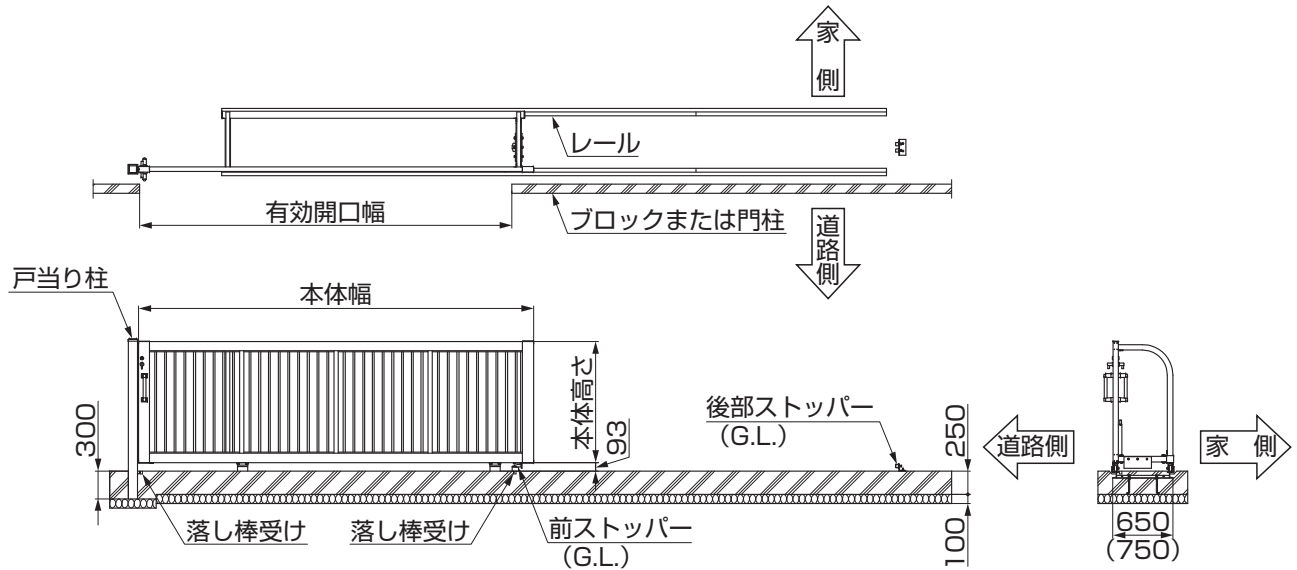 家
側
レール
有効開口幅
ブロックまたは門柱
道路側
戸当り柱
本体幅
本体高さ
93
300
後部ストッパー
(G.L.)
250
道路側
家 側
落し棒受け
落し棒受け
前ストッパー
(G.L.)
100
650
(750)